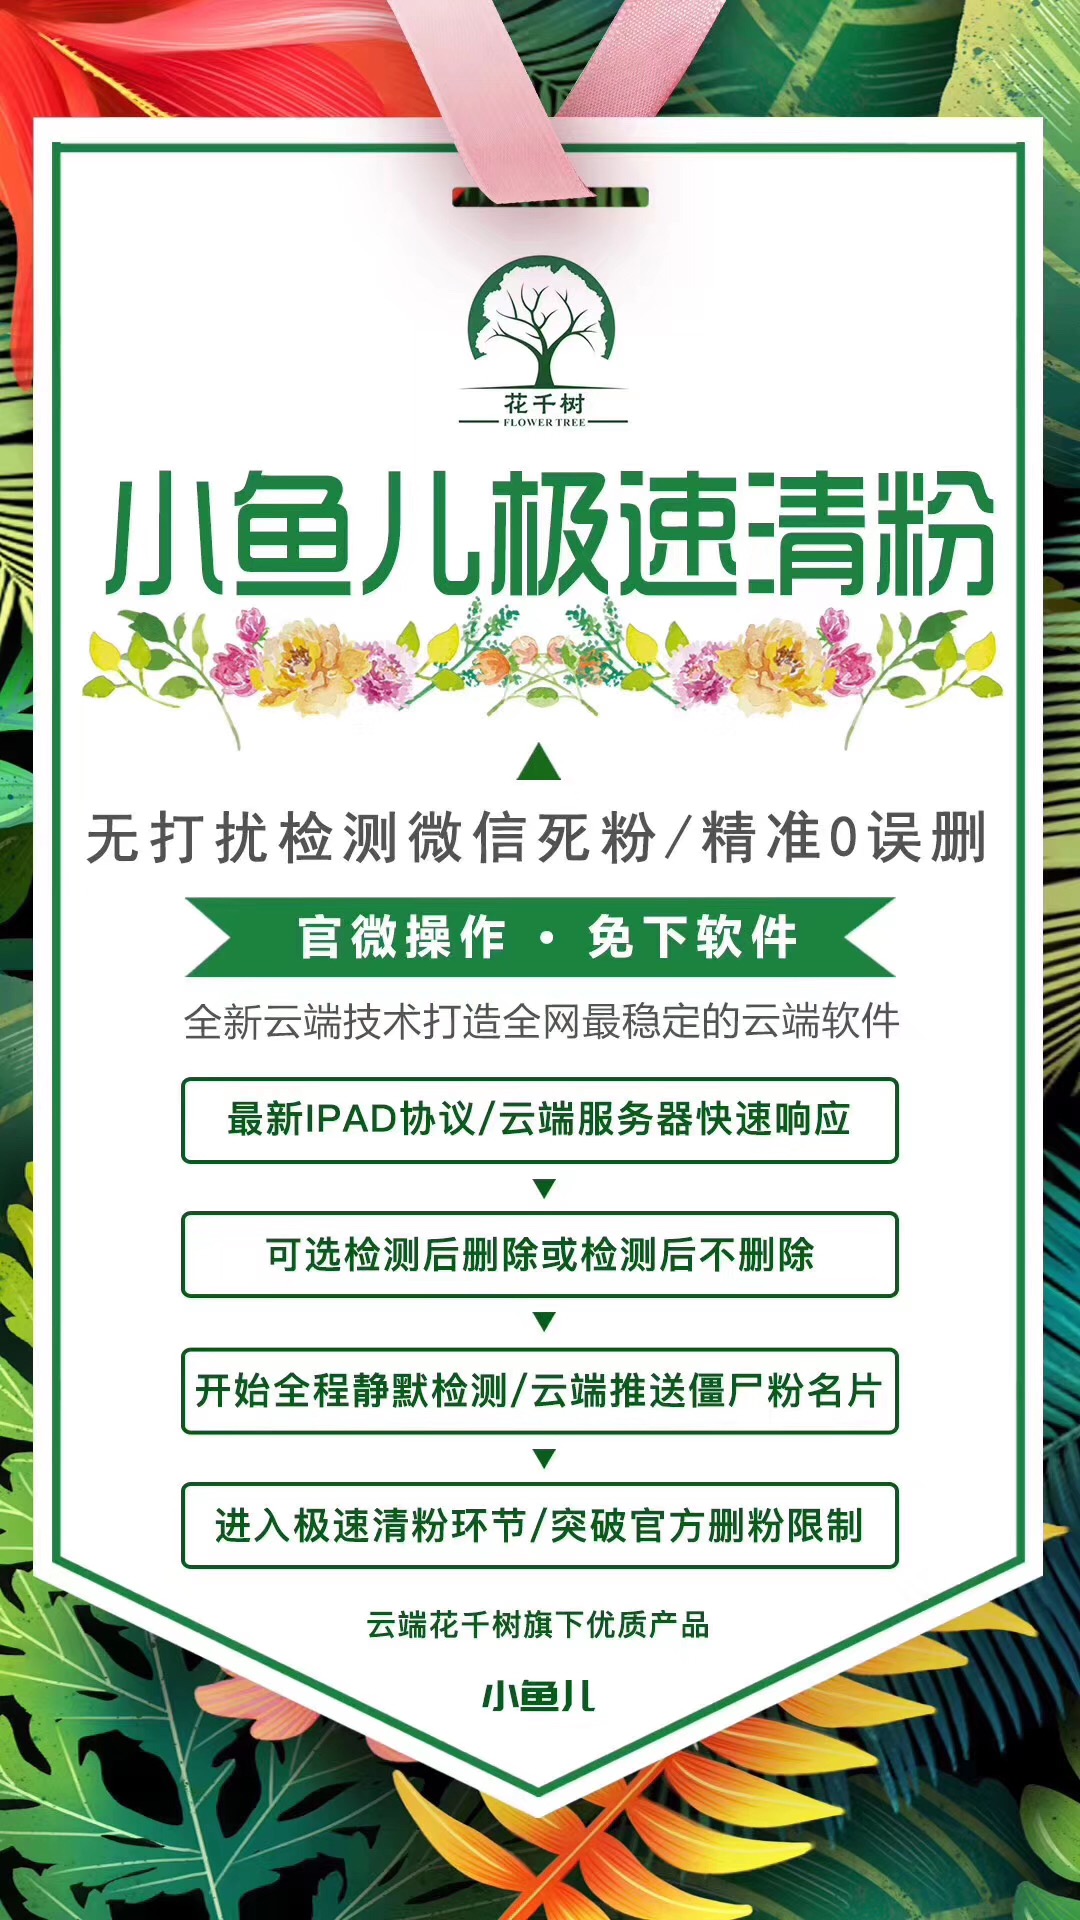 花千树
FLOWER TREE
小鱼儿极速清粉
无打扰检测微信死粉/精准0误删
官微操作·免下软件
全新云端技术打造全网最稳定的云端软件
最新IPAD协议/云端服务器快速响应
可选检测后删除或检测后不删除
开始全程静默检测/云端推送僵尸粉名片
进入极速清粉环节/突破官方删粉限制
云端花千树旗下优质产品
小鱼儿